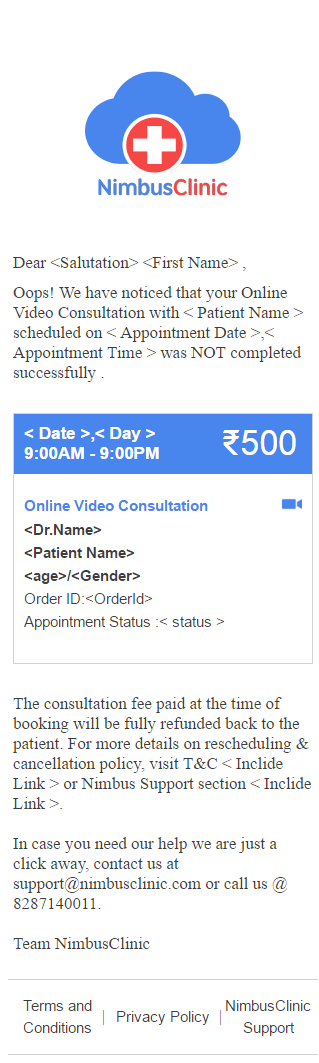 NimbusClinic
Dear <Salutation> <First Name> ,
Oops! We have noticed that your Online
Video Consultation with < Patient Name >
scheduled on < Appointment Date >,<
Appointment Time > was NOT completed
successfully .
< Date >,< Day >
9:00AM - 9:00PM
₹500
Online Video Consultation
<Dr.Name>
<Patient Name>
<age>/<Gender>
Order ID:<OrderId>
Appointment Status :< status >
The consultation fee paid at the time of
booking will be fully refunded back to the
patient. For more details on rescheduling &
cancellation policy, visit T&C < Inclide
Link > or Nimbus Support section < Inclide
Link >.
In case you need our help we are just a
click away, contact us at
support@nimbusclinic.com or call us @
8287140011.
Team NimbusClinic
Terms and
Conditions
| Privacy Policy |
NimbusClinic
Support